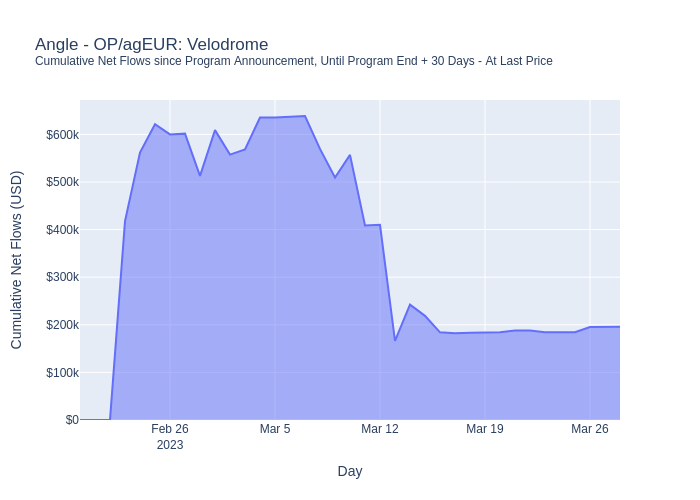 Angle - OP/agEUR: Velodrome
Cumulative Net Flows since Program Announcement, Until Program End + 30 Days - At Last Price
Cumulative Net Flows (USD)
$600k
$500k
$400k
$300k
$200k
$100k
$0
Feb 26
2023
Mar 5
Mar 12
Mar 19
Mar 26
Day